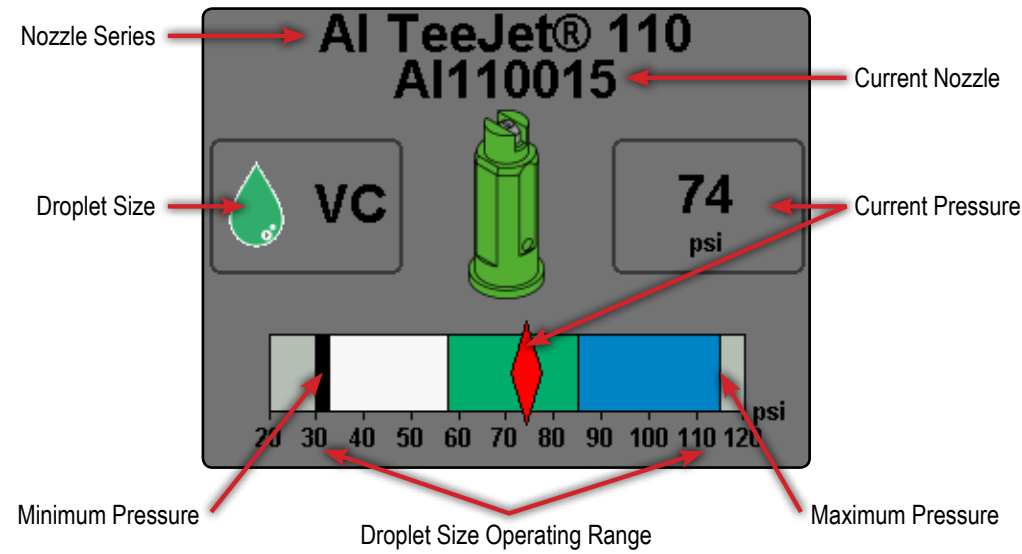 Nozzle Series
AI TeeJet® 110
AI110015
Current Nozzle
Droplet Size
VC
74
psi
Current Pressure
psi
20 30 40 50 60 70 80 90 100 110 120
Minimum Pressure
Droplet Size Operating Range
Maximum Pressure